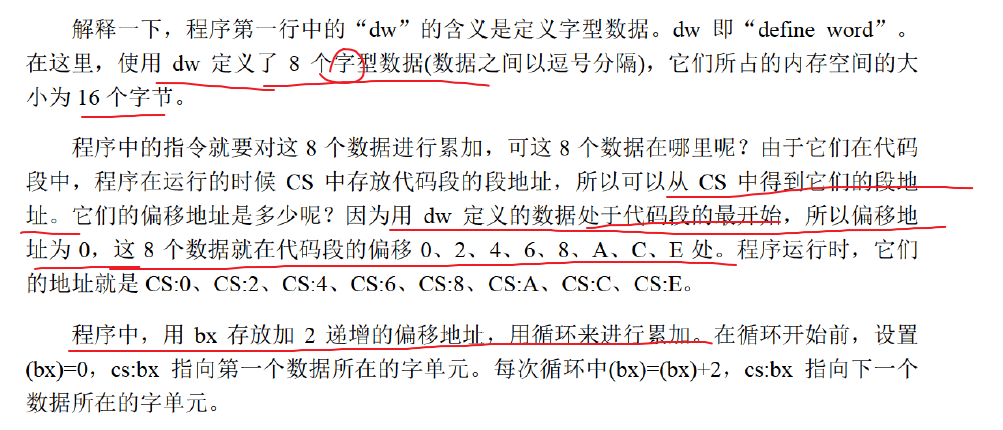 解释一下，程序第一行中的“dw”的含义是定义字型数据。dw 即“define word”。
在这里，使用 dw 定义了 8 个字型数据(数据之间以逗号分隔)，它们所占的内存空间的大
小为 16 个字节。
程序中的指令就要对这 8 个数据进行累加，可这 8 个数据在哪里呢？由于它们在代码
段中，程序在运行的时候 CS 中存放代码段的段地址，所以可以从 CS 中得到它们的段地
址。它们的偏移地址是多少呢？因为用 dw 定义的数据处于代码段的最开始，所以偏移地
址为 0，这 8 个数据就在代码段的偏移 0、2、4、6、8、A、C、E 处。程序运行时，它们
的地址就是 CS:0、CS:2、CS:4、CS:6、CS:8、CS:A、CS:C、CS:E。
程序中，用 bx 存放加 2 递增的偏移地址，用循环来进行累加。在循环开始前，设置
(bx)=0，cs:bx 指向第一个数据所在的字单元。每次循环中(bx)=(bx)+2，cs:bx 指向下一个
数据所在的字单元。